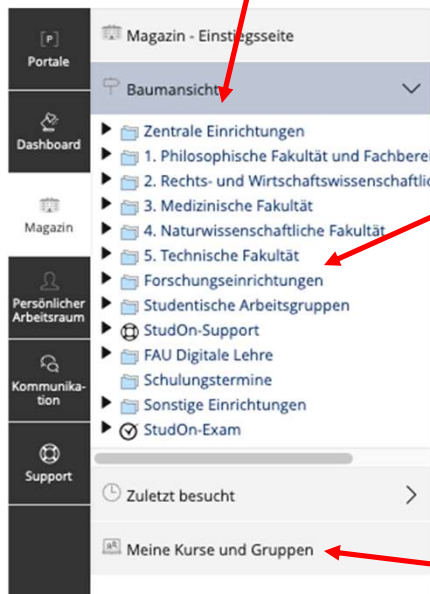 [P]
Portale
Dashboard
Magazin
Persönlicher
Arbeitsraum
Kommunika-
tion
Support
Magazin - Einstiegsseite
Baumansicht
Zentrale Einrichtungen
1. Philosophische Fakultät und Fachberei
2. Rechts- und Wirtschaftswissenschaftlic
3. Medizinische Fakultät
4. Naturwissenschaftliche Fakultät
5. Technische Fakultät
Forschungseinrichtungen
Studentische Arbeitsgruppen
StudOn-Support
FAU Digitale Lehre
Schulungstermine
Sonstige Einrichtungen
StudOn-Exam
Zuletzt besucht
Meine Kurse und Gruppen